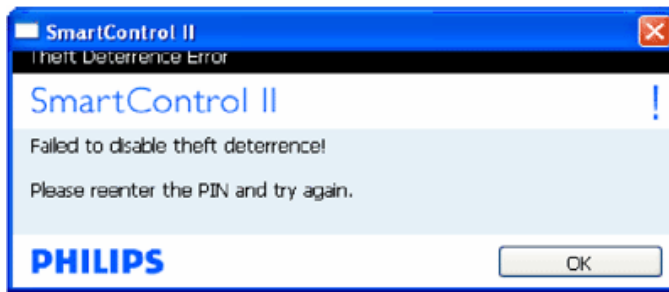 SmartControl II
Theft Deterrence Error
SmartControl II !
Failed to disable theft deterrence!
Please reenter the PIN and try again.
PHILIPS
OK